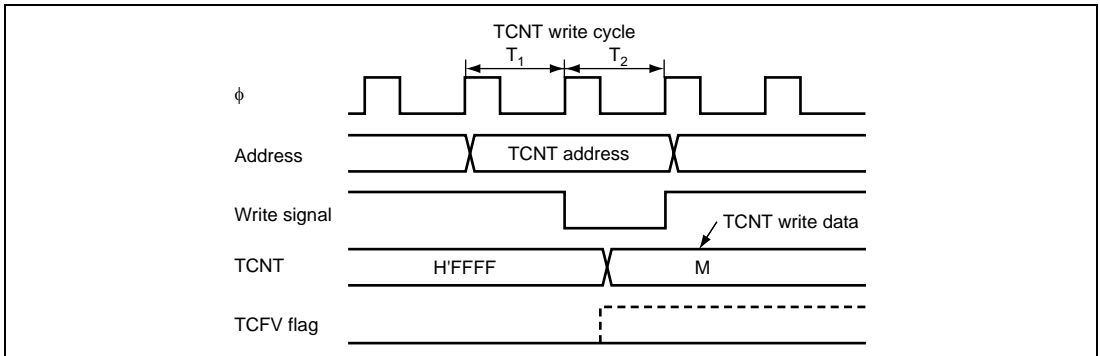 TCNT write cycle
T1 T2
ϕ
Address
TCNT address
Write signal
TCNT write data
TCNT
H'FFFF
M
TCFV flag